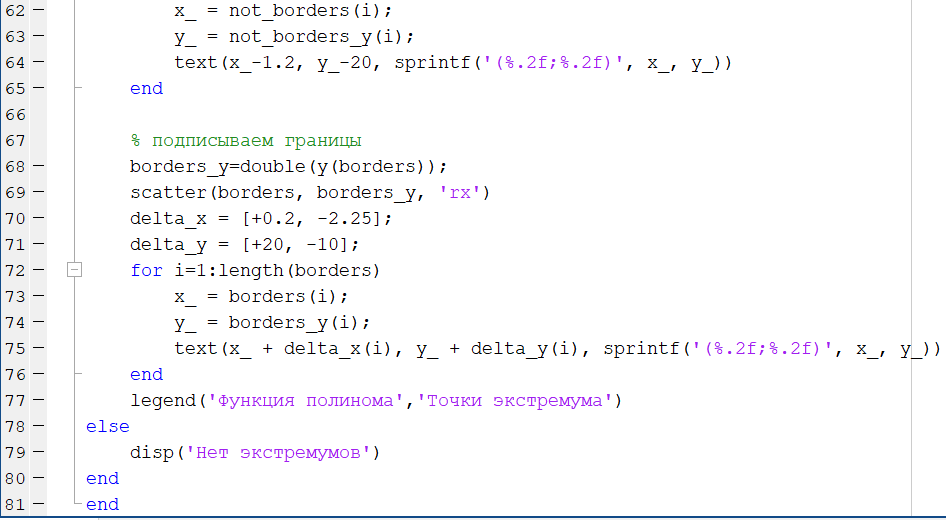 62 –             x_ = not_borders(i);
63 –             y_ = not_borders_y(i);
64 –             text(x_-1.2, y_-20, sprintf('(%.2f;%.2f)', x_, y_))
65 –         end
66
67         % подписываем границы
68 –         borders_y=double(y(borders));
69 –         scatter(borders, borders_y, 'rx')
70 –         delta_x = [+0.2, -2.25];
71 –         delta_y = [+20, -10];
72 –         for i=1:length(borders)
73 –             x_ = borders(i);
74 –             y_ = borders_y(i);
75 –             text(x_ + delta_x(i), y_ + delta_y(i), sprintf('(%.2f;%.2f)', x_, y_))
76 –         end
77 –         legend('Функция полинома','Точки экстремума')
78 –     else
79 –         disp('Нет экстремумов')
80 –     end
81 –     end